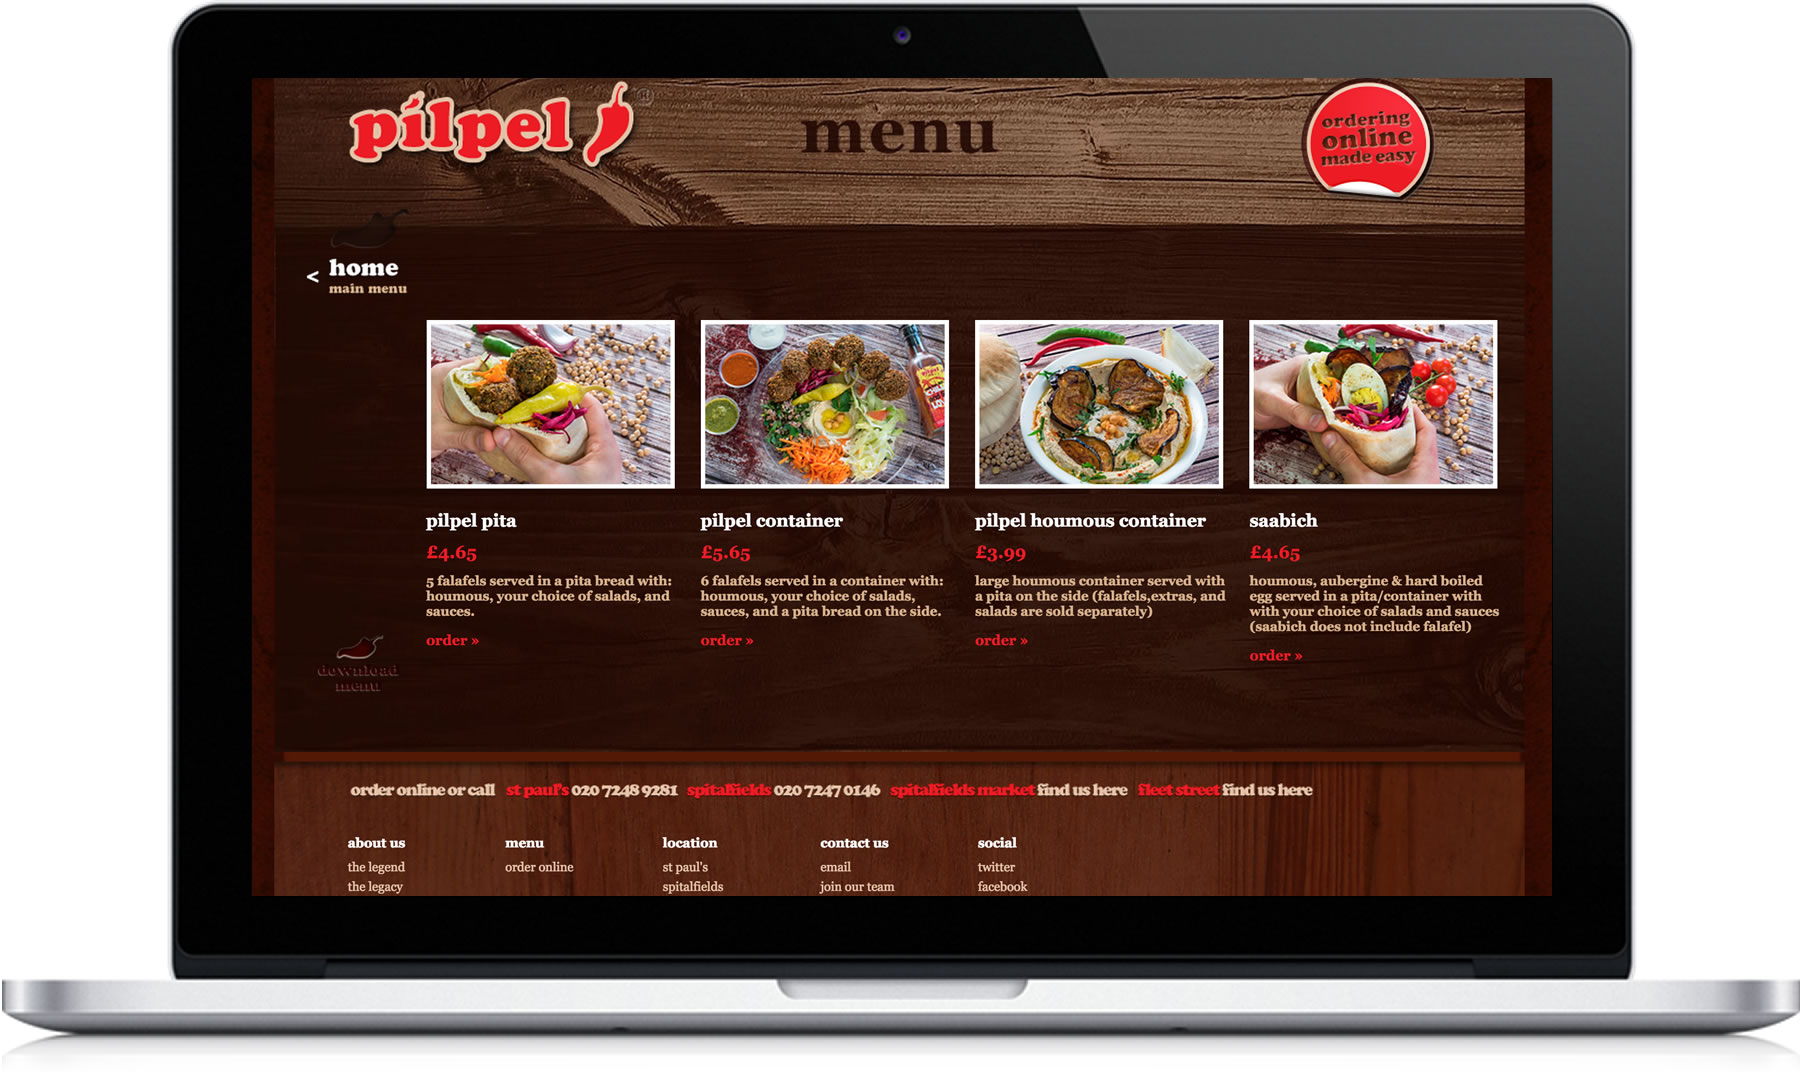 pilpel
menu
ordering
online
made easy
< home
main menu
pilpel pita
£4.65
5 falafels served in a pita bread with:
houmous, your choice of salads, and
sauces.
order »
pilpel container
£5.65
6 falafels served in a container with:
houmous, your choice of salads,
sauces, and a pita bread on the side.
order »
pilpel houmous container
£3.99
large houmous container served with
a pita on the side (falafels,extras, and
salads are sold separately)
order »
saabich
£4.65
houmous, aubergine & hard boiled
egg served in a pita/container with
with your choice of salads and sauces
(saabich does not include falafel)
order »
download
menu
order online or call st paul's 020 7248 9281 spitalfields 020 7247 0146 spitalfields market find us here fleet street find us here
about us
the legend
the legacy
menu
order online
location
st paul's
spitalfields
contact us
email
join our team
social
twitter
facebook